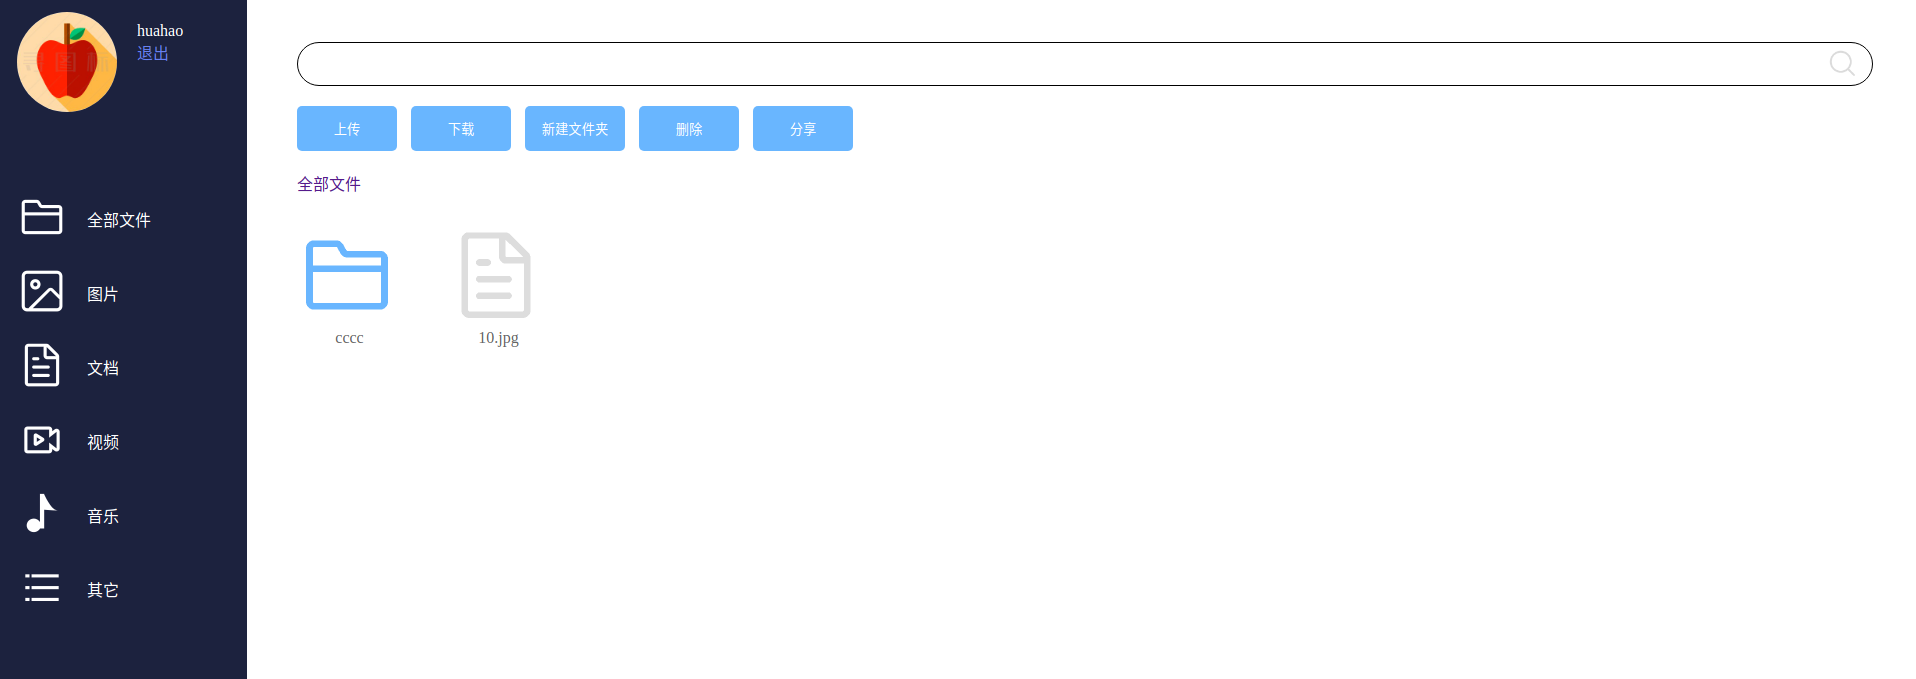 huahao
退出
上传 下载 新建文件夹 删除 分享
全部文件
全部文件
图片
文档
视频
音乐
其它
cccc 10.jpg